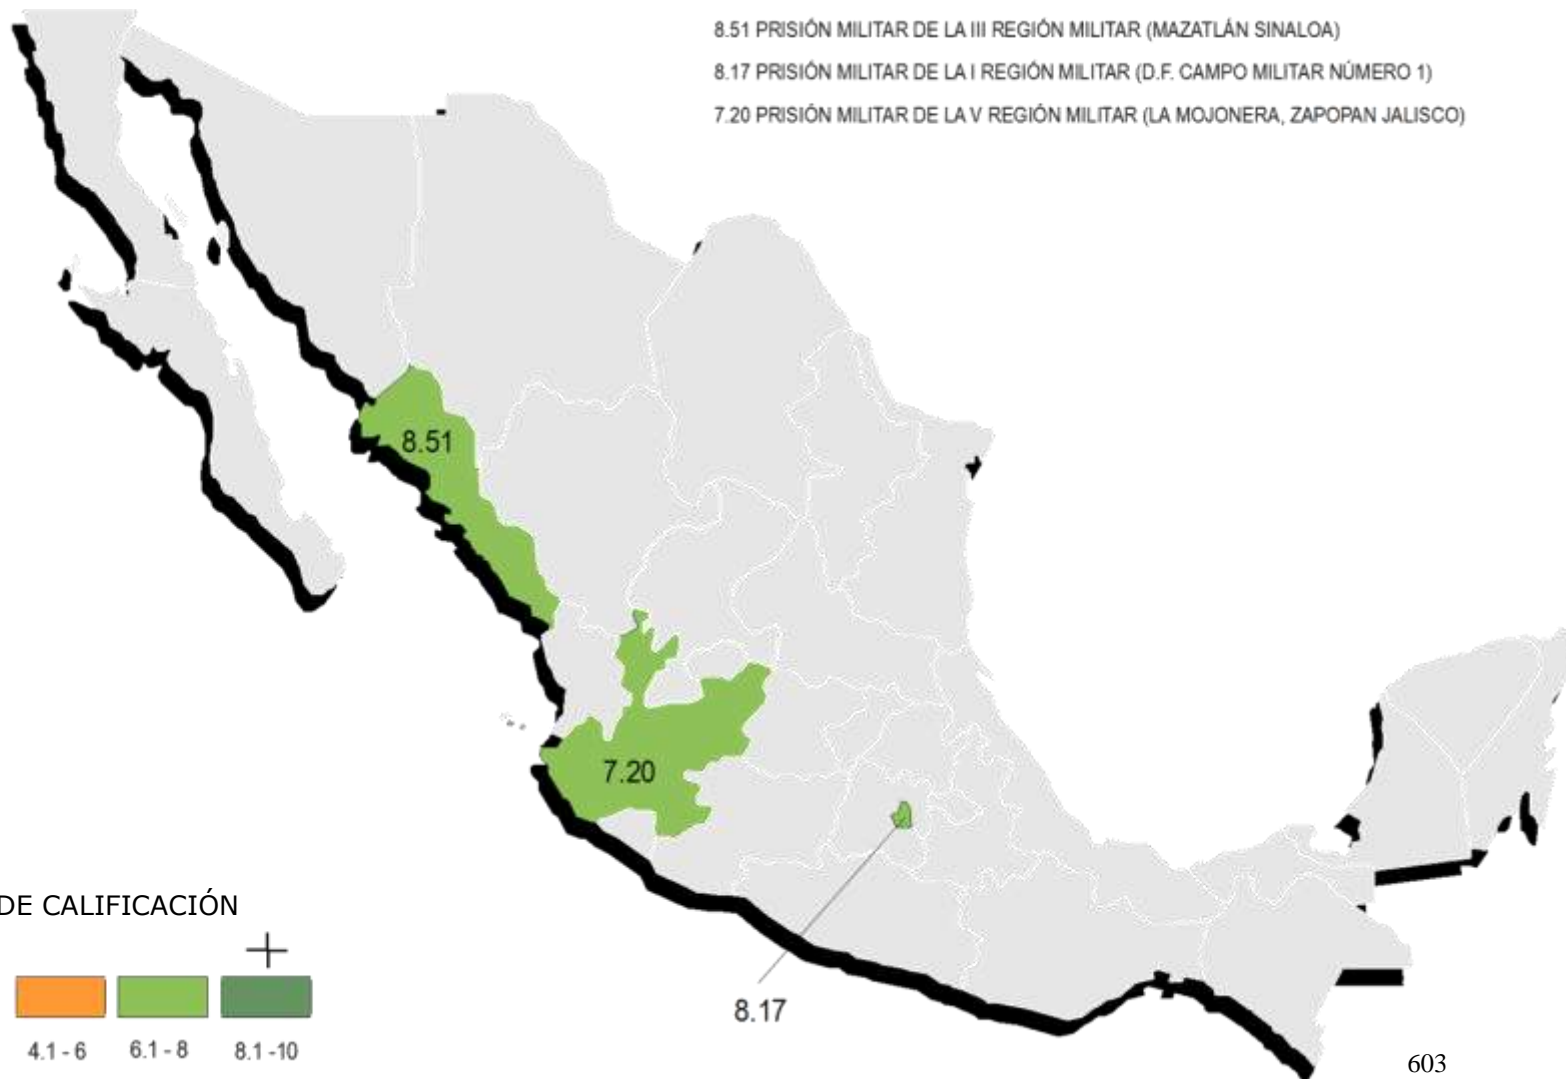 8.51 PRISIÓN MILITAR DE LA III REGIÓN MILITAR (MAZATLÁN SINALOA)
8.17 PRISIÓN MILITAR DE LA I REGIÓN MILITAR (D.F. CAMPO MILITAR NÚMERO 1)
7.20 PRISIÓN MILITAR DE LA V REGIÓN MILITAR (LA MOJONERA, ZAPOPAN JALISCO)
8.51
7.20
8.17
DE CALIFICACIÓN
+
4.1 - 6 6.1 - 8 8.1 -10
603